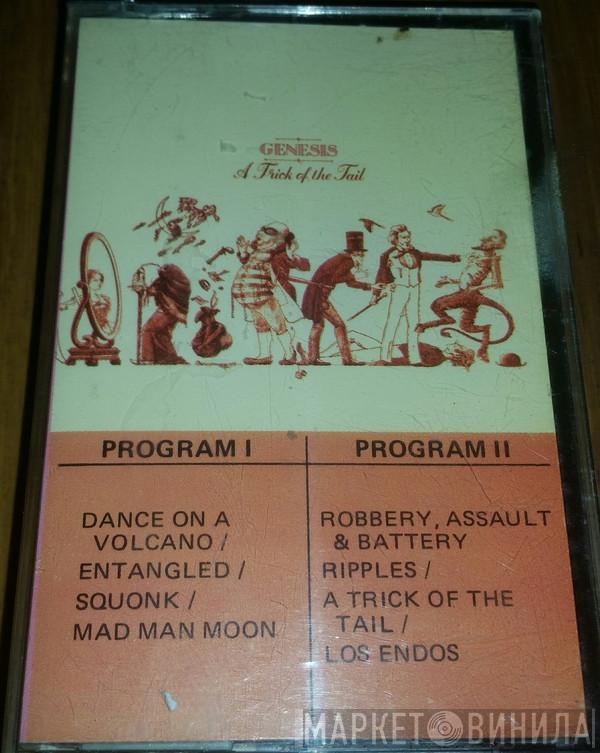 GENESIS
A Trick of the Tail
PROGRAM I
DANCE ON A
VOLCANO /
ENTANGLED /
SQUONK /
MAD MAN MOON
PROGRAM II
ROBBERY, ASSAULT
& BATTERY
RIPPLES /
A TRICK OF THE
TAIL /
LOS ENDOS
МАРКЕТ ВИНИЛА